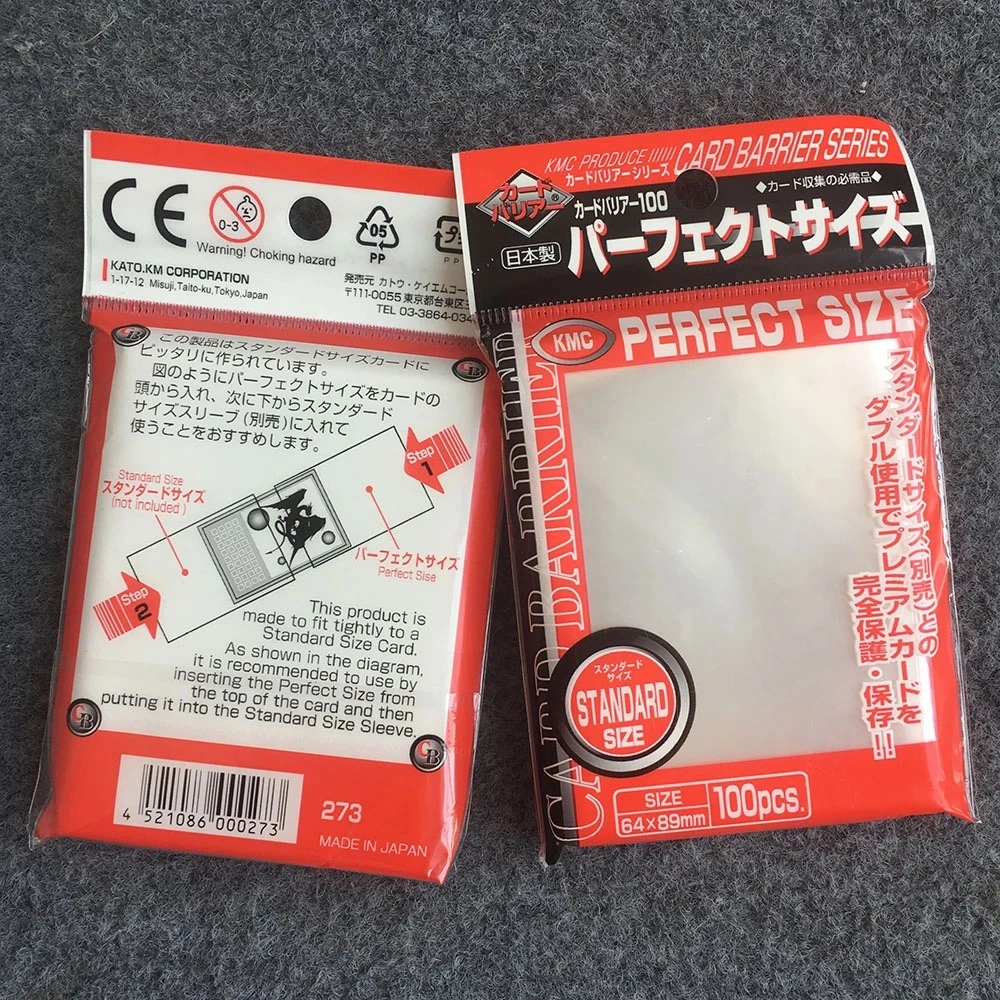 0-3
05
PP
Warning! Choking hazard
KATO.KM CORPORATION
1-17-12 Misuji,Taito-ku,Tokyo,Japan
発売元 カトウ・ケイエムコー
〒111-0055 東京都台東区
TEL 03-3864-034
この製品はスタンダードサイズカードに
ピッタリに作られています。
図のようにパーフェクトサイズをカードの
頭から入れ、次に下からスタンダード
サイズスリーブ(別売)に入れて
使うことをおすすめします。
Step
1
Standard Size
スタンダードサイズ
(not included)
パーフェクトサイズ
Perfect Sise
Step
2
This product is
made to fit tightly to a
Standard Size Card.
As shown in the diagram,
it is recommended to use by
inserting the Perfect Size from
the top of the card and then
putting it into the Standard Size Sleeve.
CB
CB
CB
CB
4 521086 000273
273
MADE IN JAPAN
KMC PRODUCE ////// CARD BARRIER SERIES
カードバリアーシリーズ
カード
バリアー®
カードバリアー100
◆カード収集の必需品◆
日本製
パーフェクトサイズ
KMC
PERFECT SIZE
CARD BARRIER
スタンダードサイズ(別売)との
ダブル使用でプレミアムカードを
完全保護・保存!!
スタンダード
サイズ
STANDARD
SIZE
SIZE
64×89mm
100pcs.